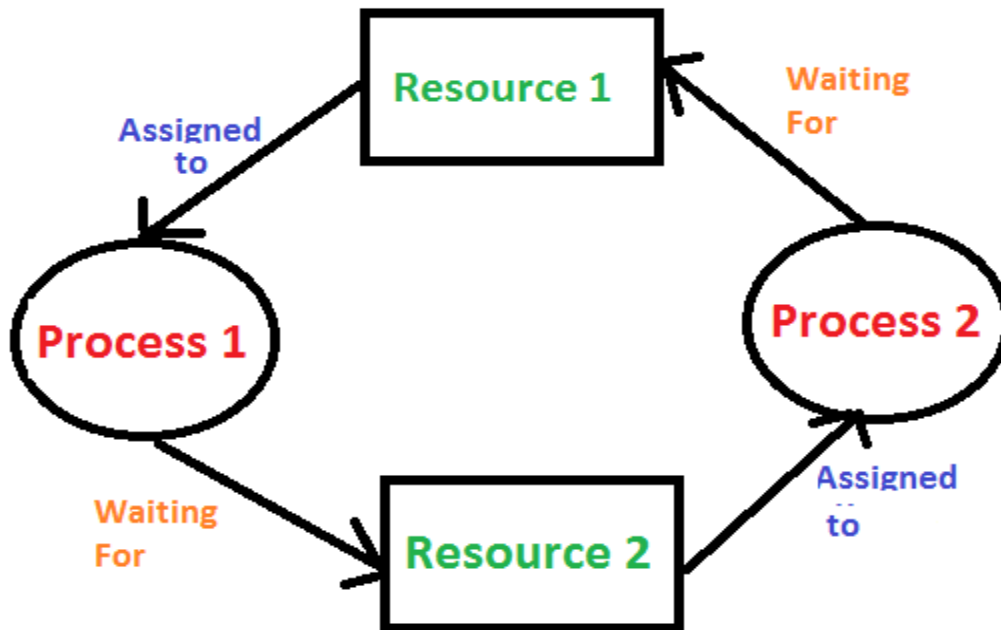 Resource 1
Waiting
For
Assigned
to
Process 1
Process 2
Waiting
For
Resource 2
Assigned
to